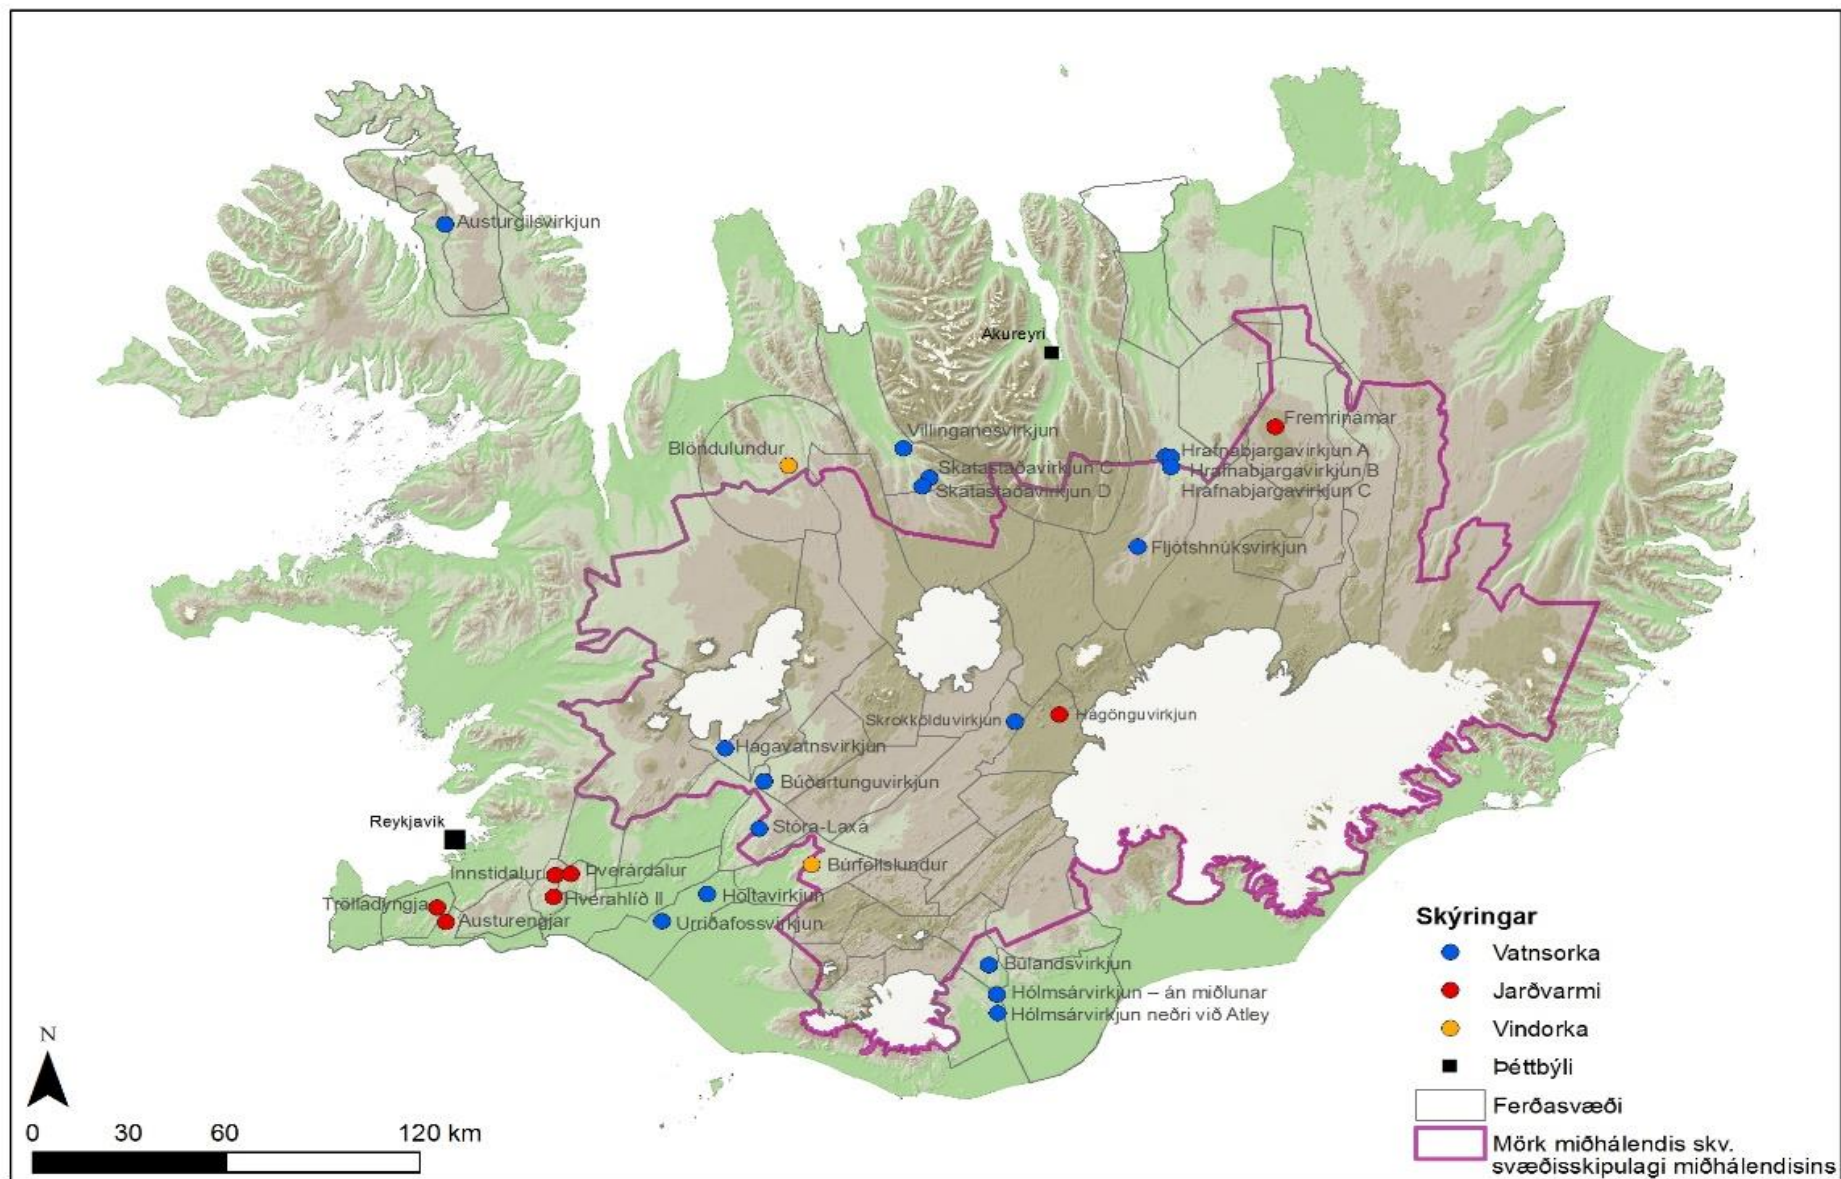 Austurgilsvirkjun
Akureyri
Fremrinámar
Villinganesvirkjun
Blöndulundur
Hrafnabjargavirkjun A
Skatastaðavirkjun C
Hrafnabjargavirkjun B
Skatastaðavirkjun D
Hrafnabjargavirkjun C
Fljótshnúksvirkjun
Skrokkölduvirkjun
Hágönguvirkjun
Hagavatnsvirkjun
Búðartunguvirkjun
Reykjavík
Stóra-Laxá
Búrfellslundur
Innstidalur
Þverárdalur
Hverahlíð II
Holtavirkjun
Trölladyngja
Austurengjar
Urriðafossvirkjun
Búlandsvirkjun
Hólmsárvirkjun – án miðlunar
Hólmsárvirkjun neðri við Atley
Skýringar
Vatnsorka
Jarðvarmi
Vindorka
Þéttbýli
Ferðasvæði
Mörk miðhálendis skv.
svæðisskipulagi miðhálendisins
N
0 30 60 120 km